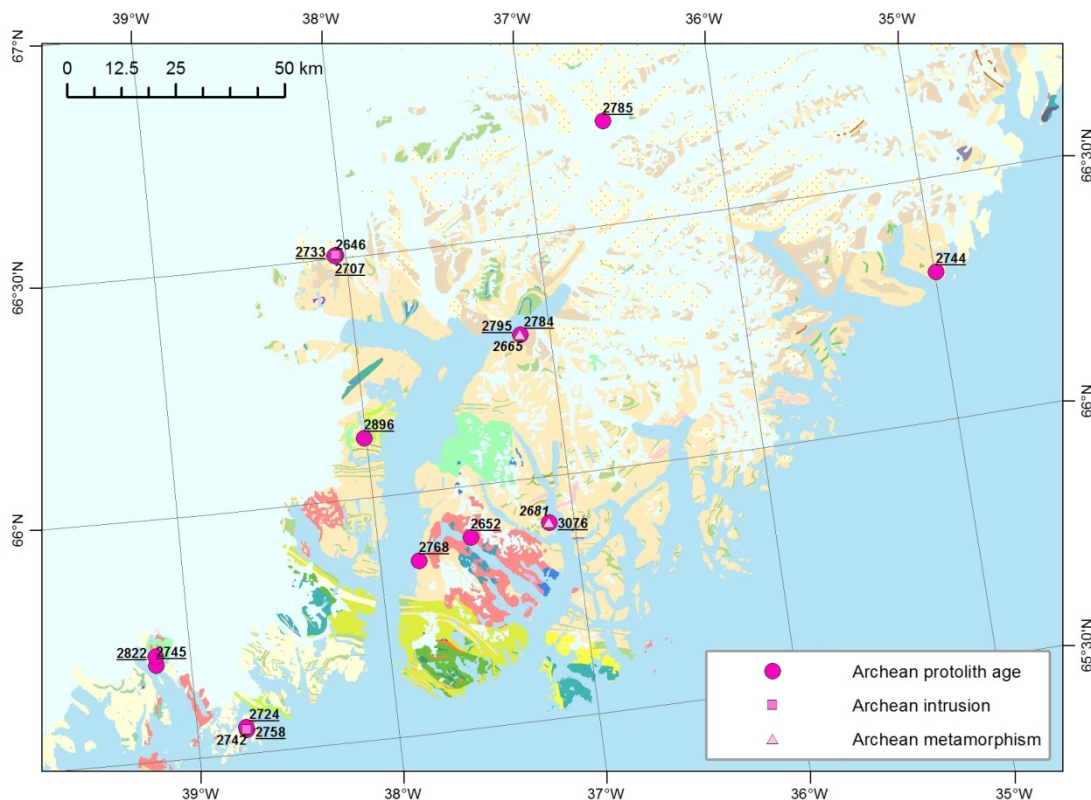 39°W 38°W 37°W 36°W 35°W
67°N
0 12.5 25 50 km
2785
66°30'N
2646
2733
2707
2744
66°30'N
2784
2795
2665
66°N
2896
2681
3076
2652
66°N
2768
65°30'N
2822 2745
Archean protolith age
Archean intrusion
2724
2758
2742
Archean metamorphism
39°W 38°W 37°W 36°W 35°W